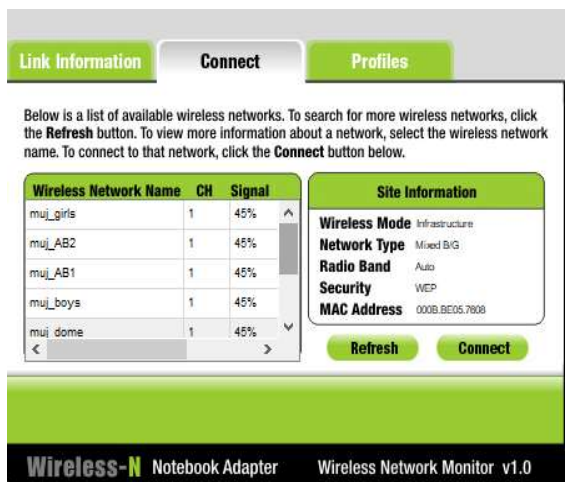 Link Information Connect Profiles
Below is a list of available wireless networks. To search for more wireless networks, click
the Refresh button. To view more information about a network, select the wireless network
name. To connect to that network, click the Connect button below.
Wireless Network Name CH Signal
muj_girls 1 45%
muj_AB2 1 45%
muj_AB1 1 45%
muj_boys 1 45%
muj_dome 1 45%
Site Information
Wireless Mode Infrastructure
Network Type Mixed B/G
Radio Band Auto
Security WEP
MAC Address 000B.BE05.7808
Refresh Connect
Wireless-N Notebook Adapter Wireless Network Monitor v1.0